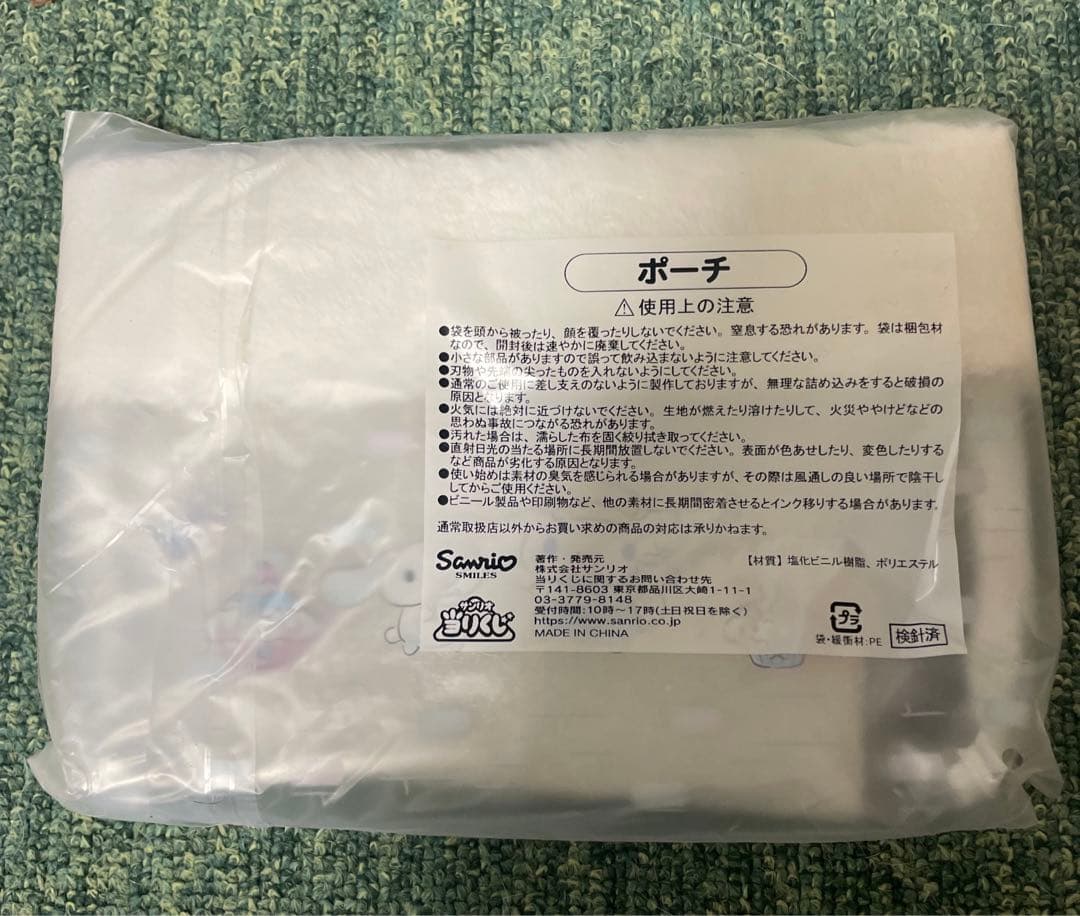 ポーチ
⚠使用上の注意
●袋を頭から被ったり、顔を覆ったりしないでください。窒息する恐れがあります。袋は梱包材
なので、開封後は速やかに廃棄してください。
●小さな部品がありますので誤って飲み込まないように注意してください。
●刃物や先端の尖ったものを入れないようにしてください。
●通常のご使用に差し支えのないように製作しておりますが、無理な詰め込みをすると破損の
原因となります。
●火気には絶対に近づけないでください。生地が燃えたり溶けたりして、火災ややけどなどの
思わぬ事故につながる恐れがあります。
●汚れた場合は、濡らした布を固く絞り拭き取ってください。
●直射日光の当たる場所に長期間放置しないでください。表面が色あせしたり、変色したりする
など商品が劣化する原因となります。
●使い始めは素材の臭気を感じられる場合がありますが、その際は風通しの良い場所で陰干し
してからご使用ください。
●ビニール製品や印刷物など、他の素材に長期間密着させるとインク移りする場合があります。
通常取扱店以外からお買い求めの商品の対応は承りかねます。
Sanrio
SMILES
サンリオ
当りくじ
著作・発売元
株式会社サンリオ
当りくじに関するお問い合わせ先
〒141-8603 東京都品川区大崎1-11-1
03-3779-8148
受付時間:10時〜17時(土日祝日を除く)
https://www.sanrio.co.jp
MADE IN CHINA
【材質】塩化ビニル樹脂、ポリエステル
プラ
袋・緩衝材:PE
検針済